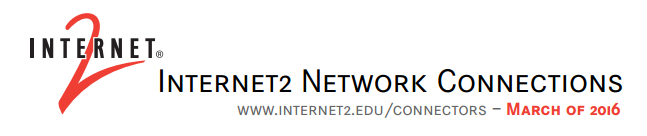 INTERNET®
2
INTERNET2 NETWORK CONNECTIONS
WWW.INTERNET2.EDU/CONNECTORS – MARCH OF 2016